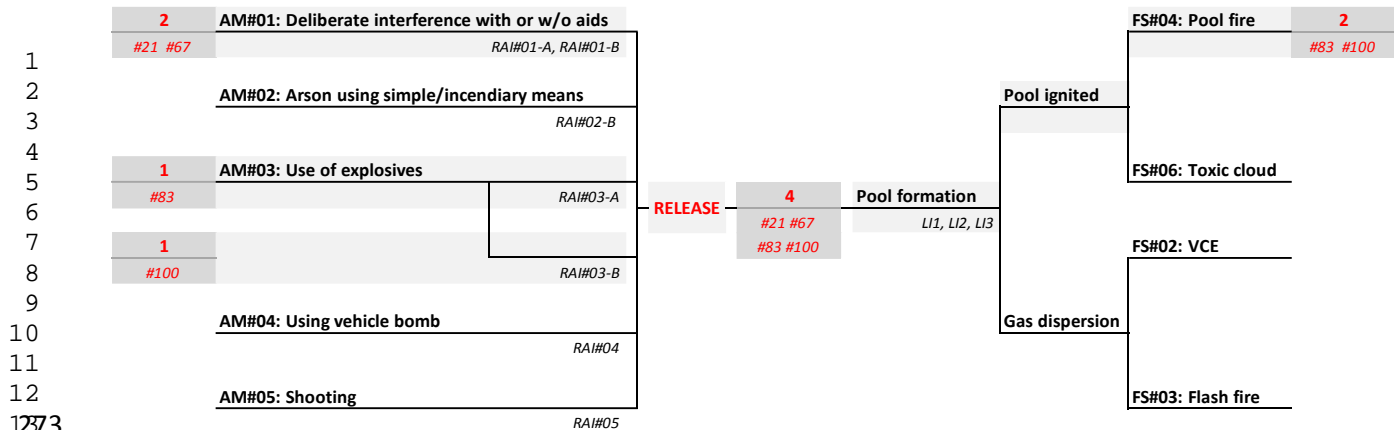 2 AM#01: Deliberate interference with or w/o aids FS#04: Pool fire 2
#21 #67 RAI#01-A, RAI#01-B #83 #100
1
2 AM#02: Arson using simple/incendiary means Pool ignited
3 RAI#02-B
4
1 AM#03: Use of explosives FS#06: Toxic cloud
5
#83 RAI#03-A 4 Pool formation
6 RELEASE
#21 #67 LI1, LI2, LI3
7
1 #83 #100 FS#02: VCE
8 #100 RAI#03-B
9
10 AM#04: Using vehicle bomb Gas dispersion
RAI#04
11
12 AM#05: Shooting FS#03: Flash fire
13
273 RAI#05